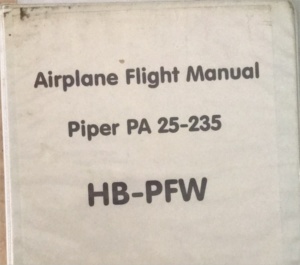 Airplane Flight Manual
Piper PA 25-235
HB-PFW